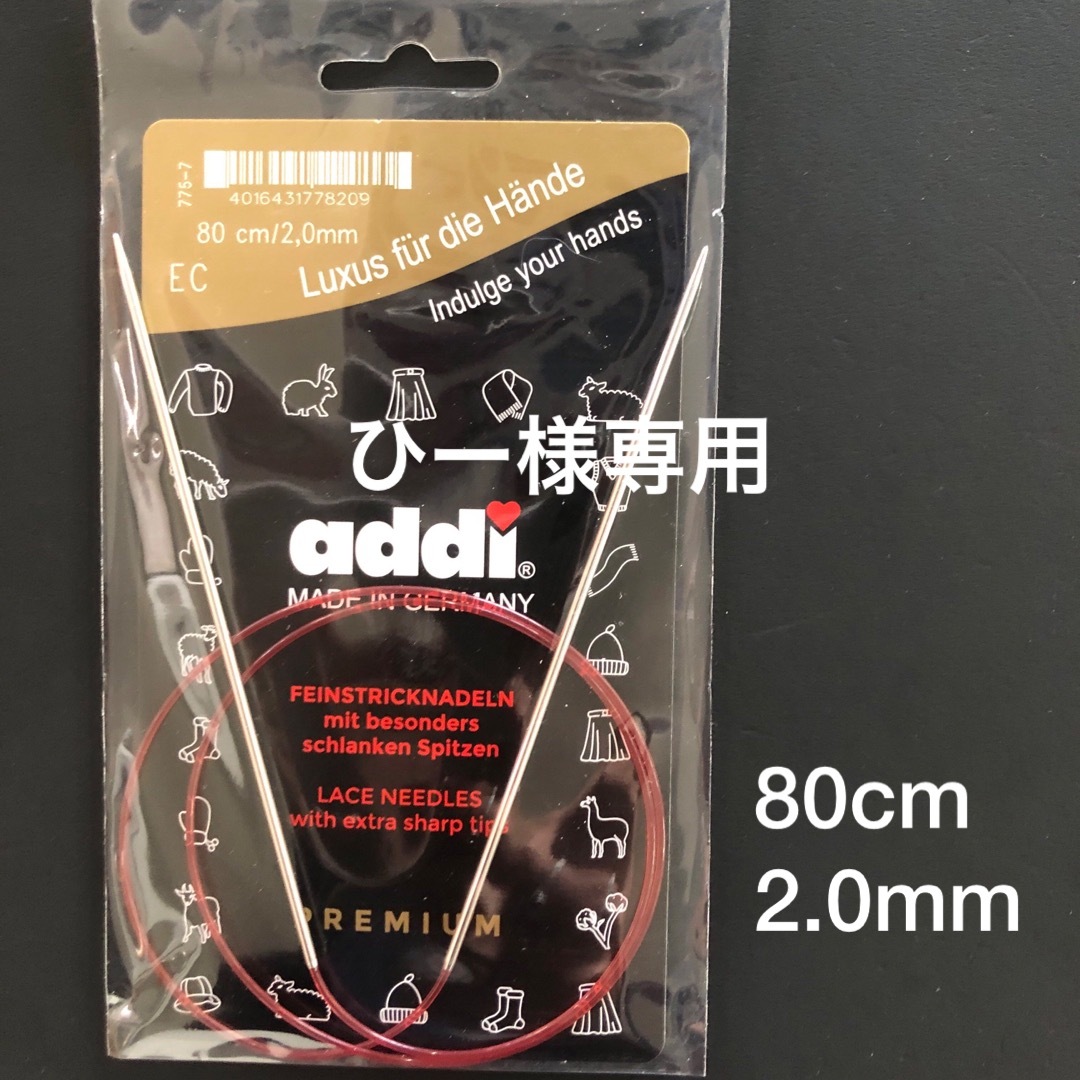 775-7
4016431778209
80 cm/2,0mm
EC
Luxus für die Hände
Indulge your hands
ひー様専用
addi®
MADE IN GERMANY
FEINSTRICKNADELN
mit besonders
schlanken Spitzen
LACE NEEDLES
with extra sharp tips
PREMIUM
80cm
2.0mm